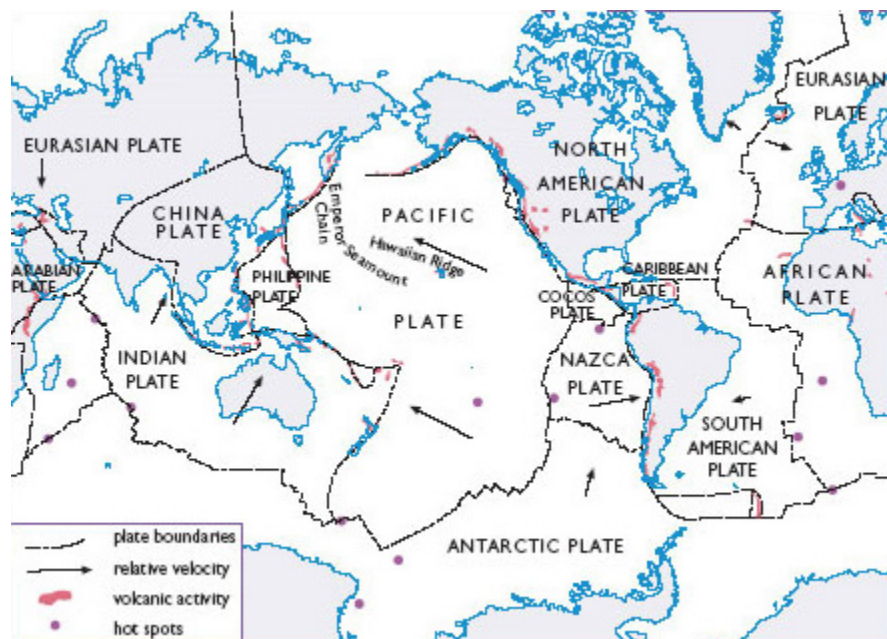 EURASIAN
PLATE
EURASIAN PLATE
NORTH
AMERICAN
PLATE
CHINA
PLATE
Emperor Seamount
Chain
PACIFIC
Hawaiian Ridge
ARABIAN
PLATE
PHILIPPINE
PLATE
CARIBBEAN
PLATE
AFRICAN
PLATE
COCOS
PLATE
PLATE
INDIAN
PLATE
NAZCA
PLATE
SOUTH
AMERICAN
PLATE
ANTARCTIC PLATE
plate boundaries
relative velocity
volcanic activity
hot spots